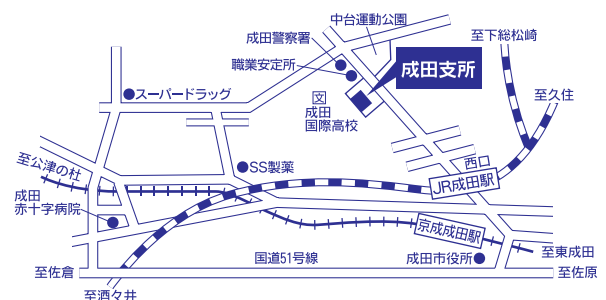 中台運動公園
成田警察署
至下総松崎
職業安定所
成田支所
スーパードラッグ
至久住
文
成田
国際高校
西口
至公津の杜
SS製薬
JR成田駅
成田
赤十字病院
京成成田駅
国道51号線
成田市役所
至東成田
至佐倉
至佐原
至酒々井